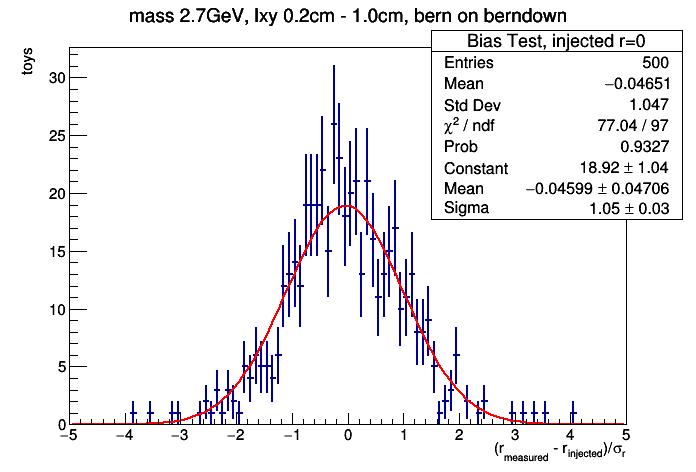 mass 2.7GeV, lxy 0.2cm - 1.0cm, bern on berndown
Bias Test, injected r=0
Entries 500
Mean −0.04651
Std Dev 1.047
χ² / ndf 77.04 / 97
Prob 0.9327
Constant 18.92 ± 1.04
Mean −0.04599 ± 0.04706
Sigma 1.05 ± 0.03
toys
30
25
20
15
10
5
0
−5 −4 −3 −2 −1 0 1 2 3 4 5
(r_measured - r_injected)/σ_r